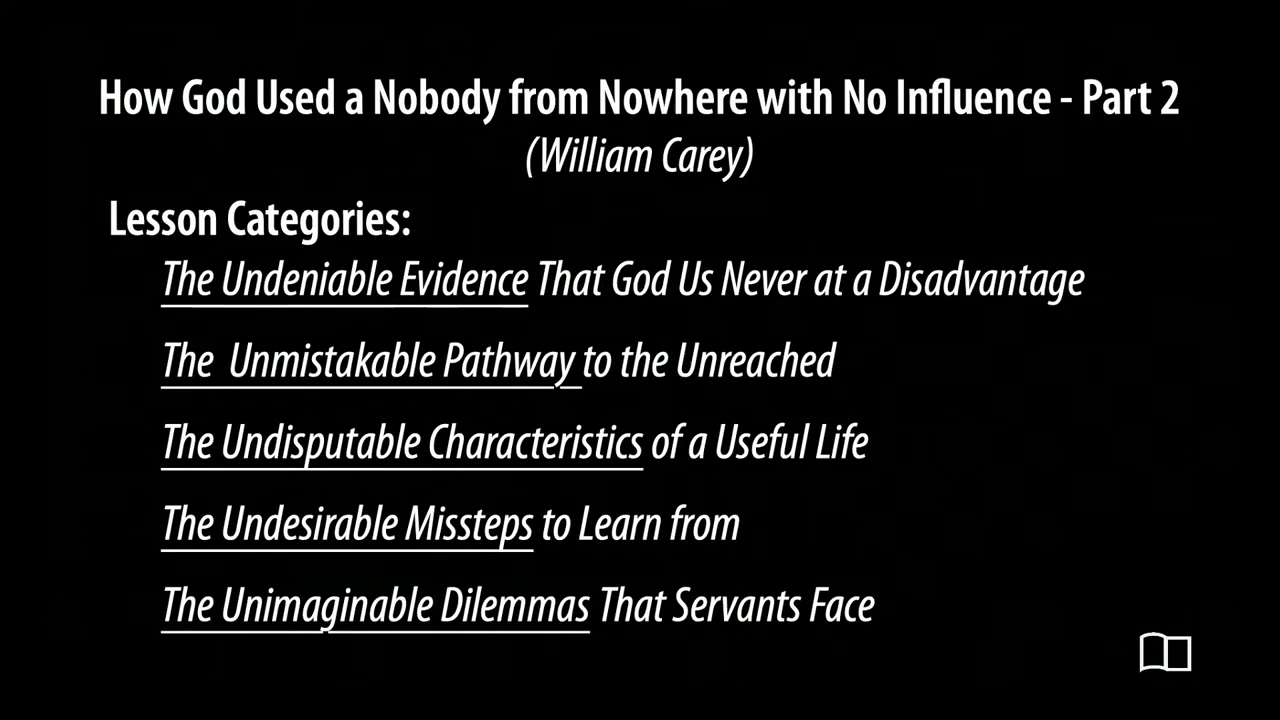 How God Used a Nobody from Nowhere with No Influence - Part 2
(William Carey)
Lesson Categories:
The Undeniable Evidence That God Us Never at a Disadvantage
The Unmistakable Pathway to the Unreached
The Undisputable Characteristics of a Useful Life
The Undesirable Missteps to Learn from
The Unimaginable Dilemmas That Servants Face